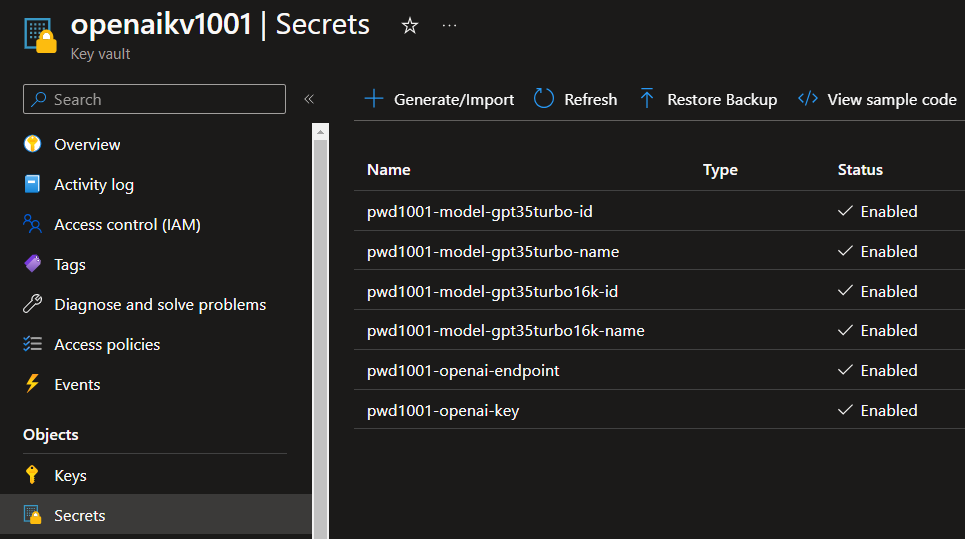 openaikv1001 | Secrets
Key vault
Search
Overview
Activity log
Access control (IAM)
Tags
Diagnose and solve problems
Access policies
Events
Objects
Keys
Secrets
Generate/Import Refresh Restore Backup View sample code
Name Type Status
pwd1001-model-gpt35turbo-id Enabled
pwd1001-model-gpt35turbo-name Enabled
pwd1001-model-gpt35turbo16k-id Enabled
pwd1001-model-gpt35turbo16k-name Enabled
pwd1001-openai-endpoint Enabled
pwd1001-openai-key Enabled